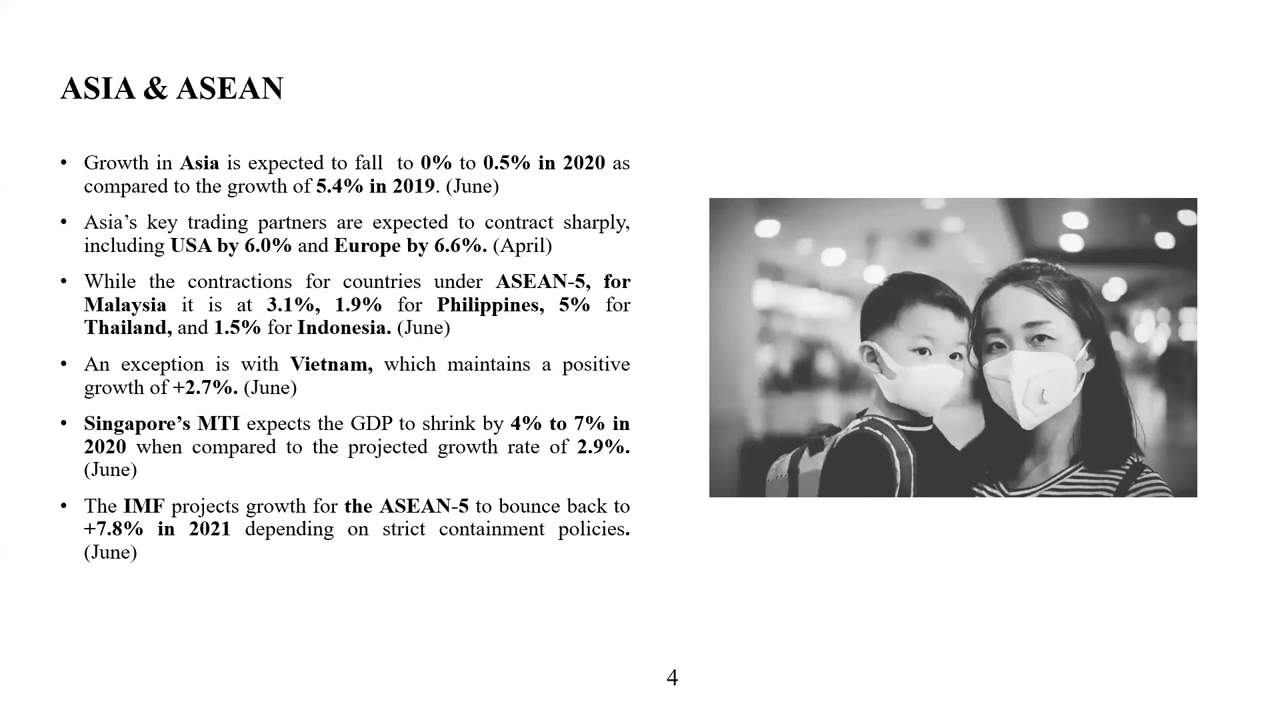 ASIA & ASEAN
• Growth in Asia is expected to fall to 0% to 0.5% in 2020 as
compared to the growth of 5.4% in 2019. (June)
• Asia's key trading partners are expected to contract sharply,
including USA by 6.0% and Europe by 6.6%. (April)
• While the contractions for countries under ASEAN-5, for
Malaysia it is at 3.1%, 1.9% for Philippines, 5% for
Thailand, and 1.5% for Indonesia. (June)
• An exception is with Vietnam, which maintains a positive
growth of +2.7%. (June)
• Singapore's MTI expects the GDP to shrink by 4% to 7% in
2020 when compared to the projected growth rate of 2.9%.
(June)
• The IMF projects growth for the ASEAN-5 to bounce back to
+7.8% in 2021 depending on strict containment policies.
(June)
4